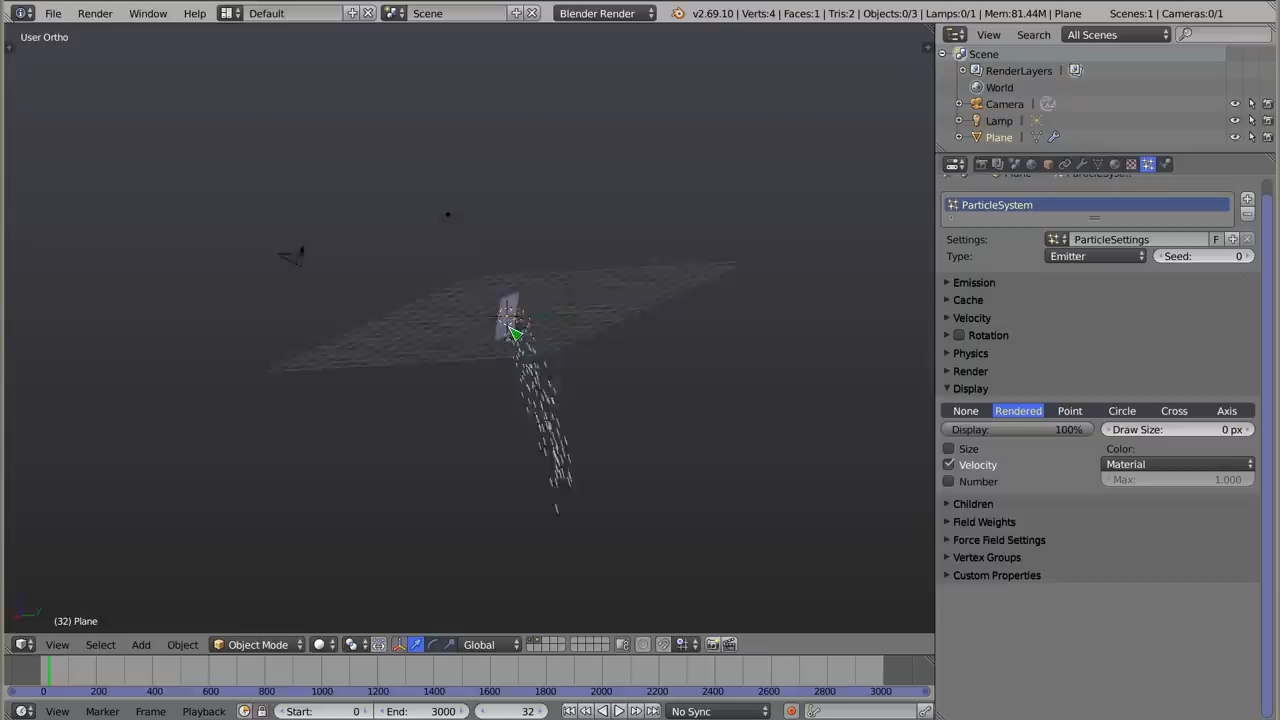 File Render Window Help Default Scene Blender Render v2.69.10 | Verts:4 | Faces:1 | Tris:2 | Objects:0/3 | Lamps:0/1 | Mem:81.44M | Plane Scenes:1 | Cameras:0/1
User Ortho
View Search All Scenes
Scene
RenderLayers
World
Camera
Lamp
Plane
ParticleSystem
Settings: ParticleSettings F
Type: Emitter Seed: 0
Emission
Cache
Velocity
Rotation
Physics
Render
Display
None Rendered Point Circle Cross Axis
Display: 100% Draw Size: 0 px
Size Color:
Velocity Material
Number Max: 1.000
Children
Field Weights
Force Field Settings
Vertex Groups
Custom Properties
(32) Plane
View Select Add Object Object Mode Global
0 200 400 600 800 1000 1200 1400 1600 1800 2000 2200 2400 2600 2800 3000
View Marker Frame Playback Start: 0 End: 3000 32 No Sync